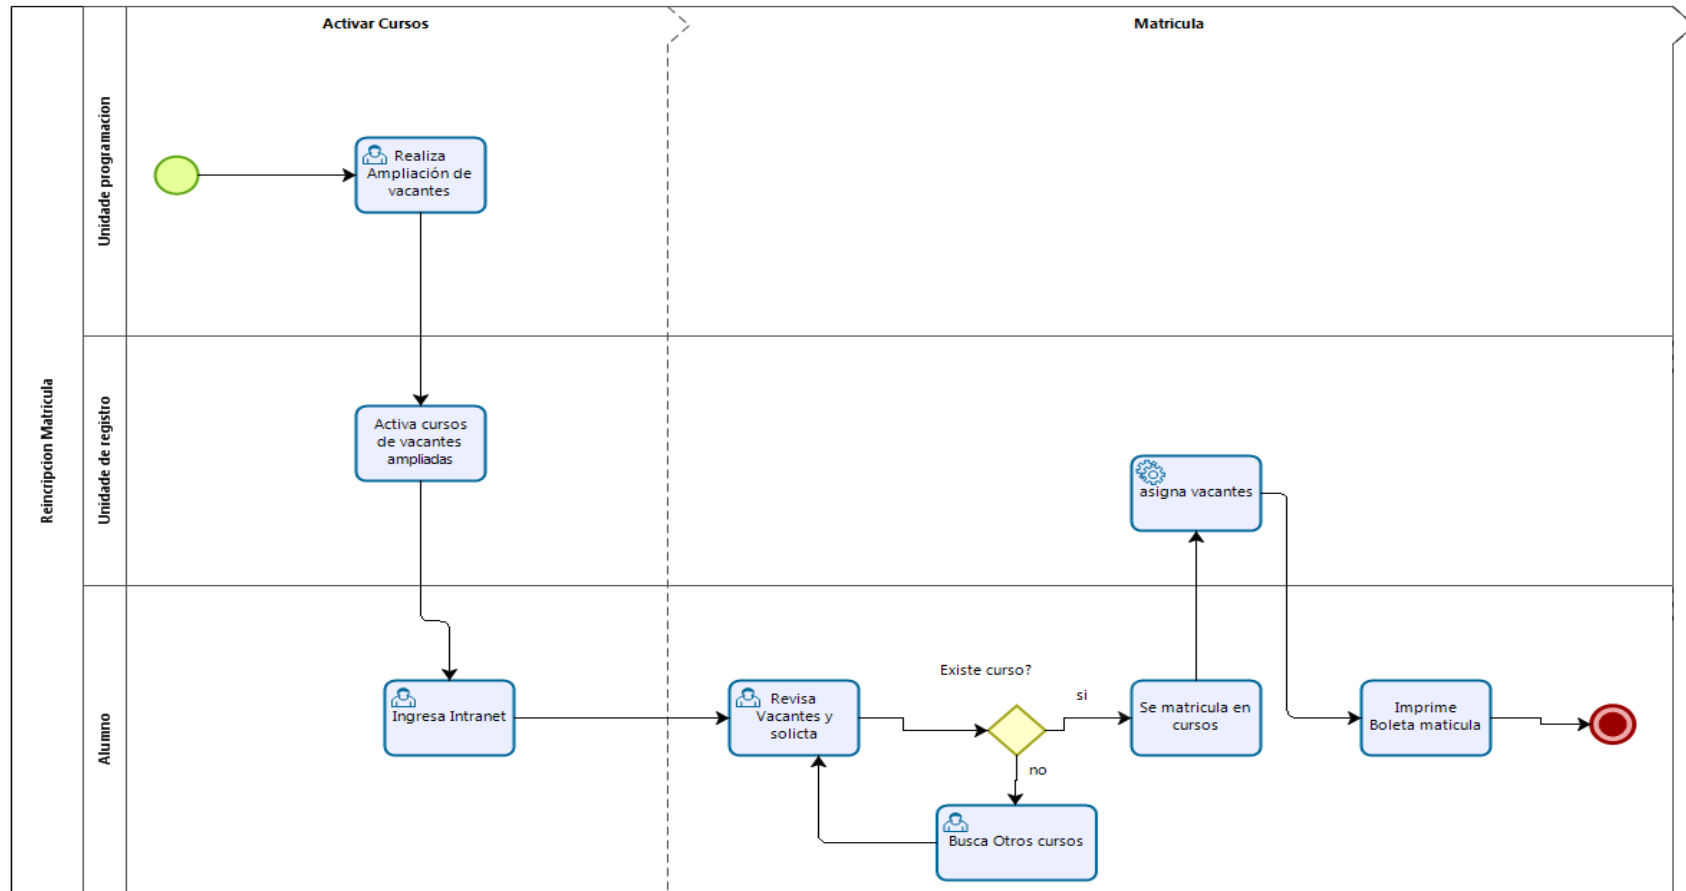 Activar Cursos
Matricula
Reincripcion Matricula
Unidade programacion
Realiza
Ampliación de
vacantes
Unidade de registro
Activa cursos
de vacantes
ampliadas
asigna vacantes
Alumno
Ingresa Intranet
Revisa
Vacantes y
solicta
Existe curso?
si
no
Busca Otros cursos
Se matricula en
cursos
Imprime
Boleta maticula